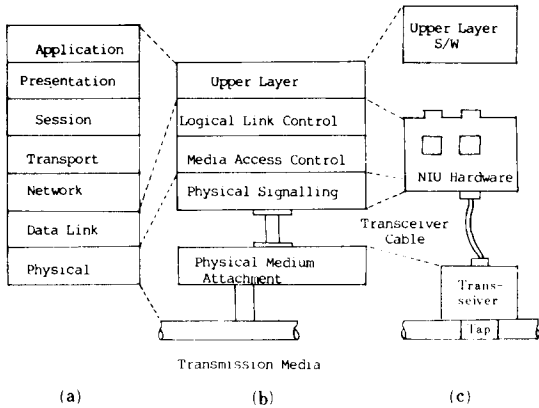 Application
Presentation
Session
Transport
Network
Data Link
Physical
Upper Layer
Logical Link Control
Media Access Control
Physical Signalling
Physical Medium
Attachment
Transmission Media
Upper Layer
S/W
NIU Hardware
Transceiver
Cable
Trans-
seiver
Tap
(a)
(b)
(c)